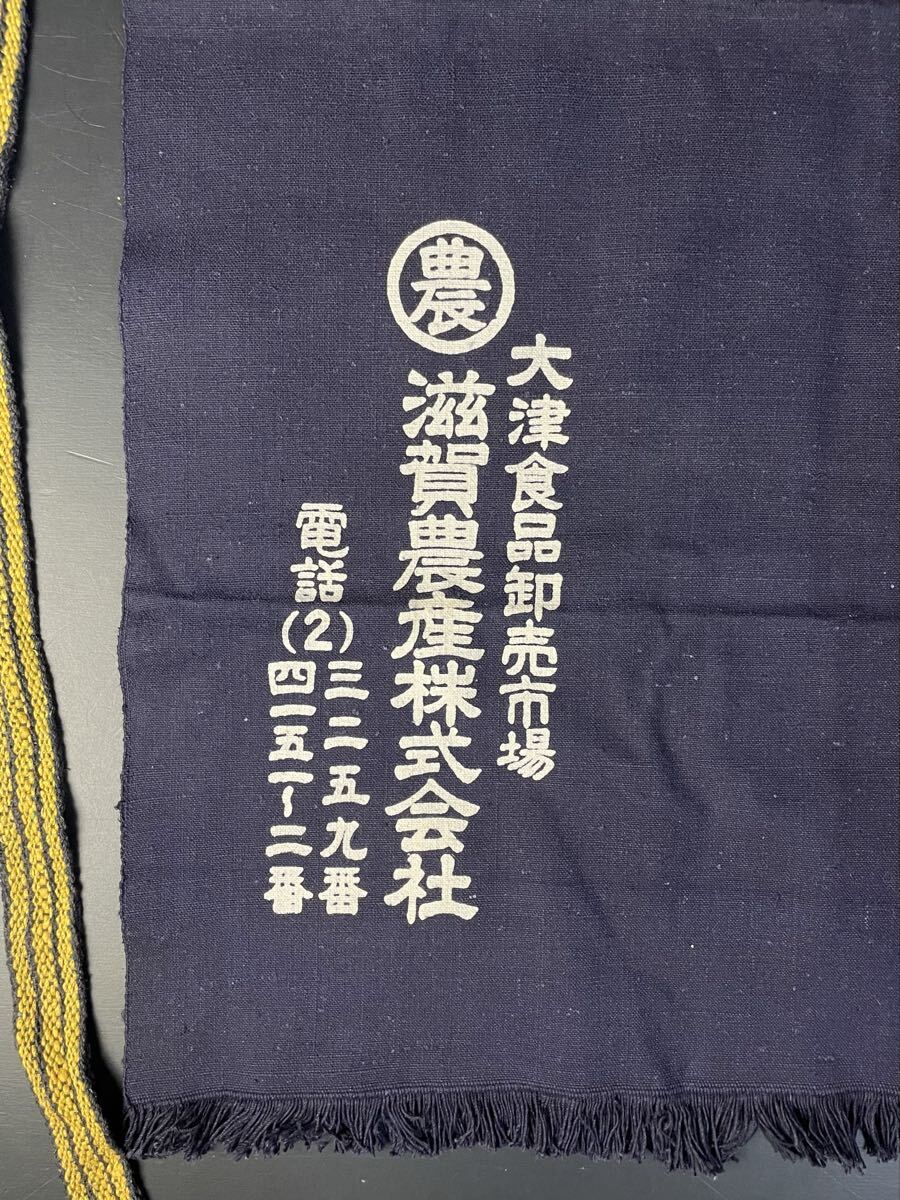 大津食品卸売市場
農
滋賀農産株式会社
電話(2)
三二五九番
四一五一~二番